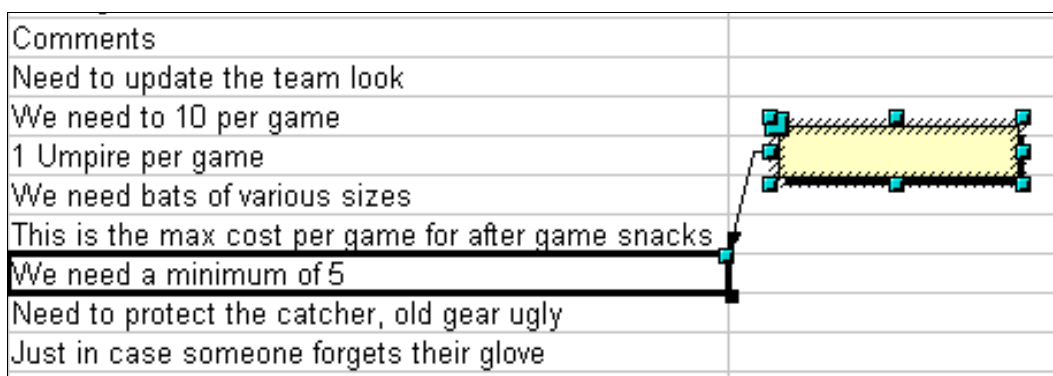 Comments
Need to update the team look
We need to 10 per game
1 Umpire per game
We need bats of various sizes
This is the max cost per game for after game snacks
We need a minimum of 5
Need to protect the catcher, old gear ugly
Just in case someone forgets their glove